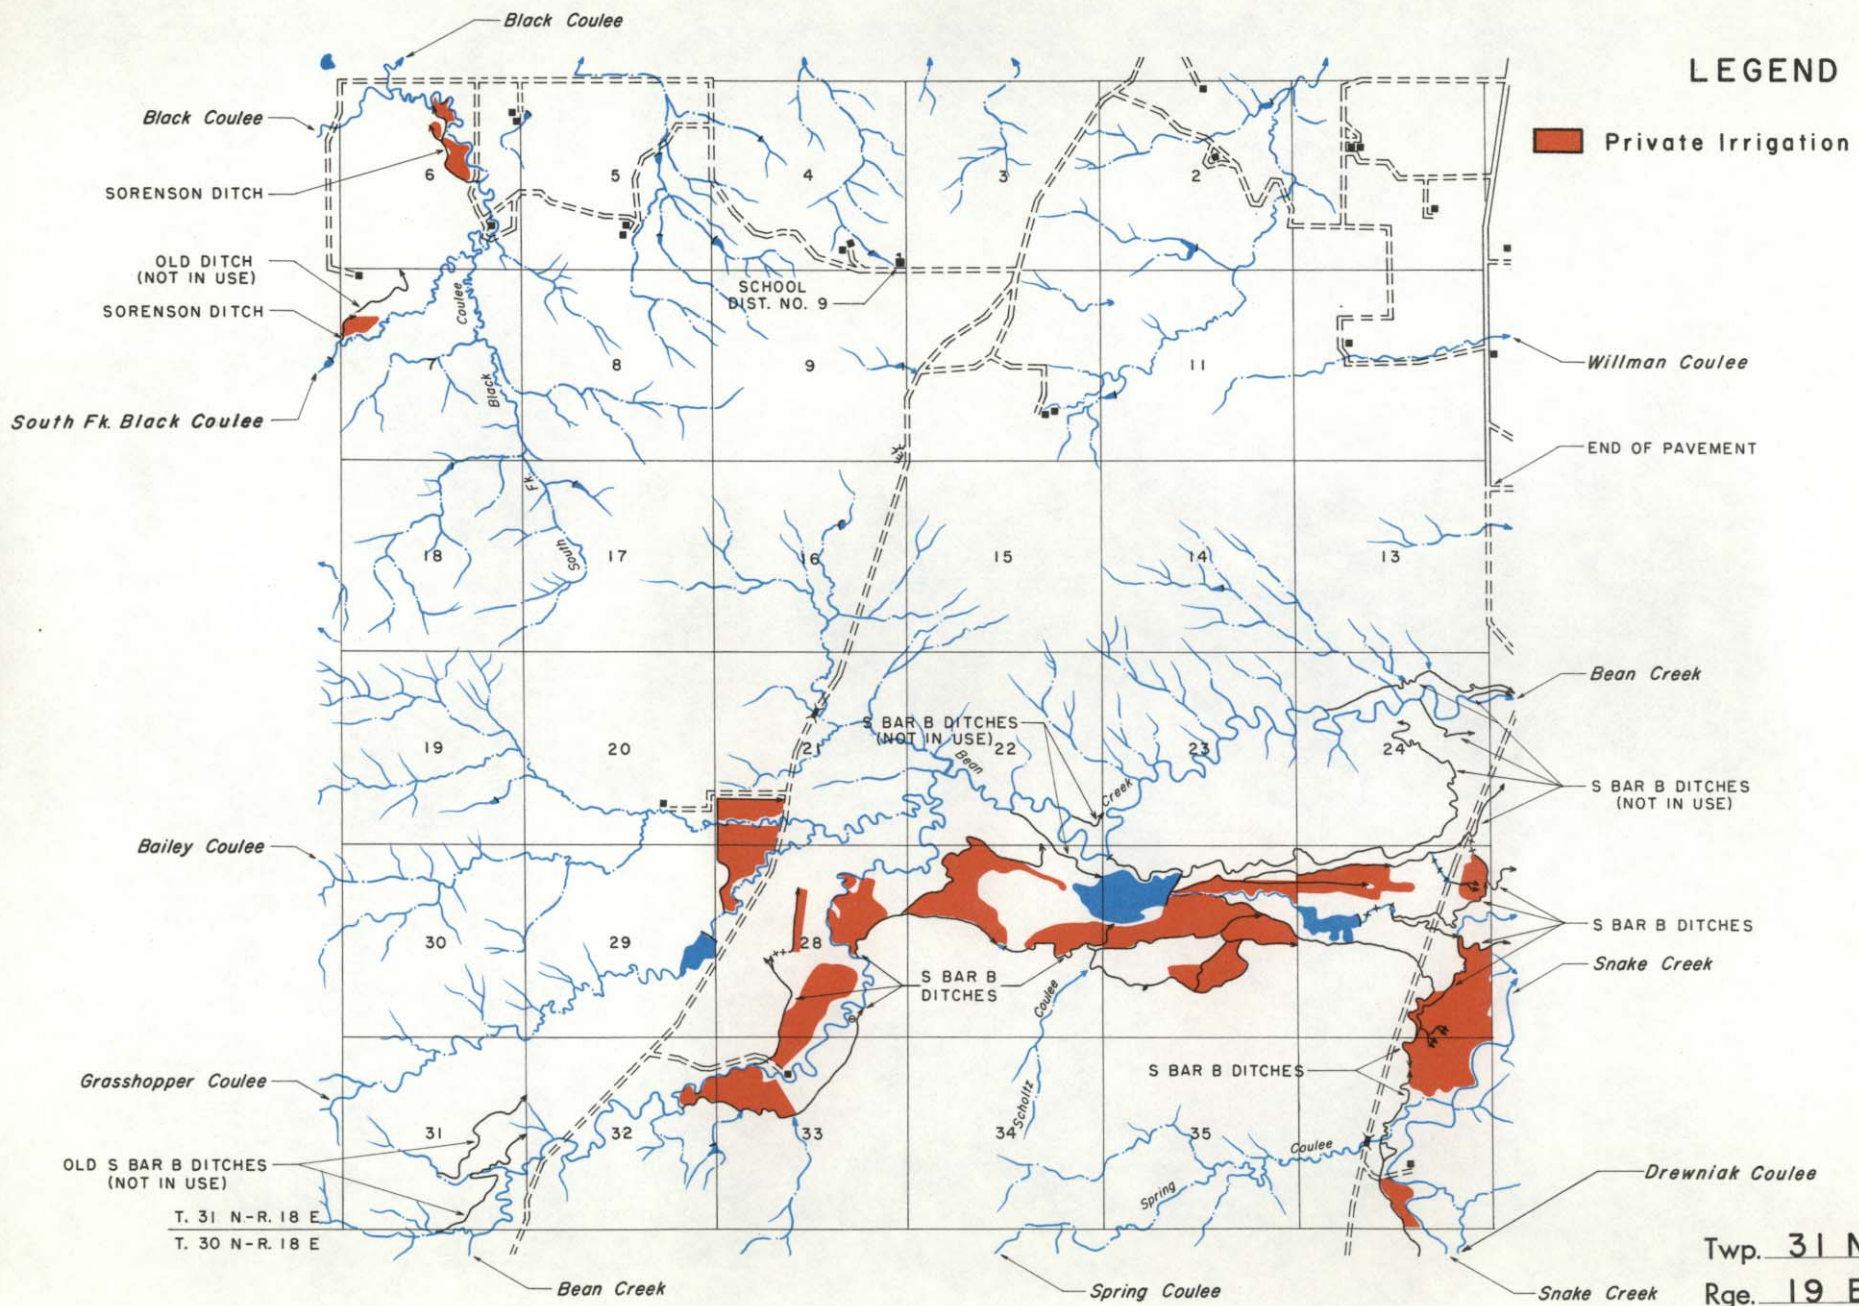 Black Coulee
LEGEND
Private Irrigation
Black Coulee
SORENSON DITCH
6
5
4
3
2
1
OLD DITCH
(NOT IN USE)
SORENSON DITCH
SCHOOL
DIST. NO. 9
Coulee
Black
7
8
9
11
Willman Coulee
South Fk. Black Coulee
END OF PAVEMENT
Fk.
South
18
17
16
15
14
13
Bean Creek
S BAR B DITCHES
(NOT IN USE)
19
20
21
22
23
24
Bean
Creek
S BAR B DITCHES
(NOT IN USE)
Bailey Coulee
30
29
28
S BAR B
DITCHES
S BAR B DITCHES
Snake Creek
Coulee
Scholtz
Grasshopper Coulee
S BAR B DITCHES
31
32
33
34
35
Coulee
Spring
OLD S BAR B DITCHES
(NOT IN USE)
Drewniak Coulee
T. 31 N-R. 18 E
T. 30 N-R. 18 E
Bean Creek
Spring Coulee
Snake Creek
Twp. 31 N
Rge. 19 E